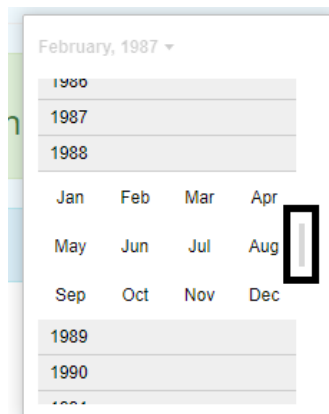 February, 1987
1986
1987
1988
Jan Feb Mar Apr
May Jun Jul Aug
Sep Oct Nov Dec
1989
1990